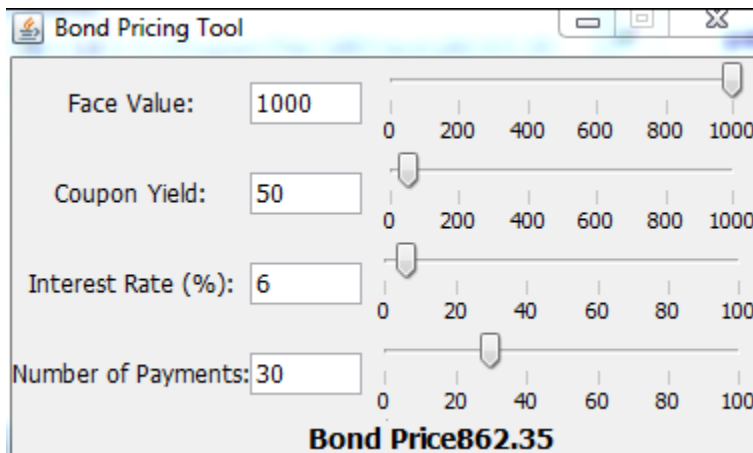 Bond Pricing Tool
Face Value: 1000
0 200 400 600 800 1000
Coupon Yield: 50
0 200 400 600 800 1000
Interest Rate (%): 6
0 20 40 60 80 100
Number of Payments: 30
0 20 40 60 80 100
Bond Price862.35